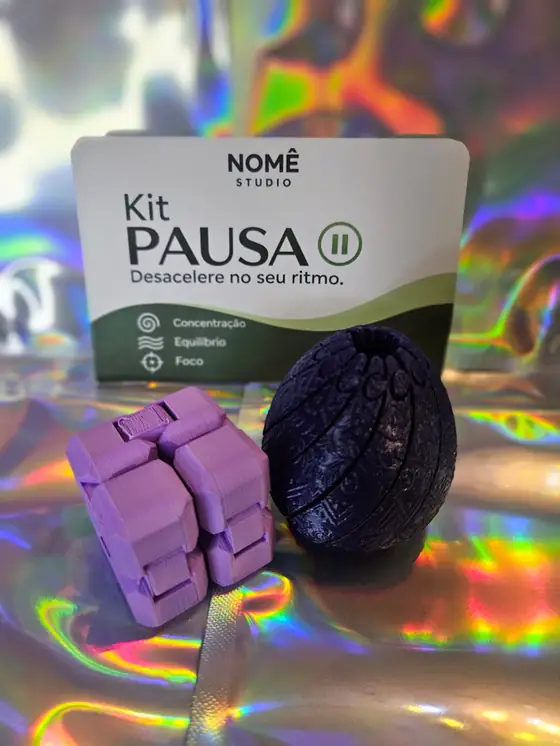 NOMÊ
STUDIO
Kit
PAUSA
Desacelere no seu ritmo.
Concentração
Equilíbrio
Foco